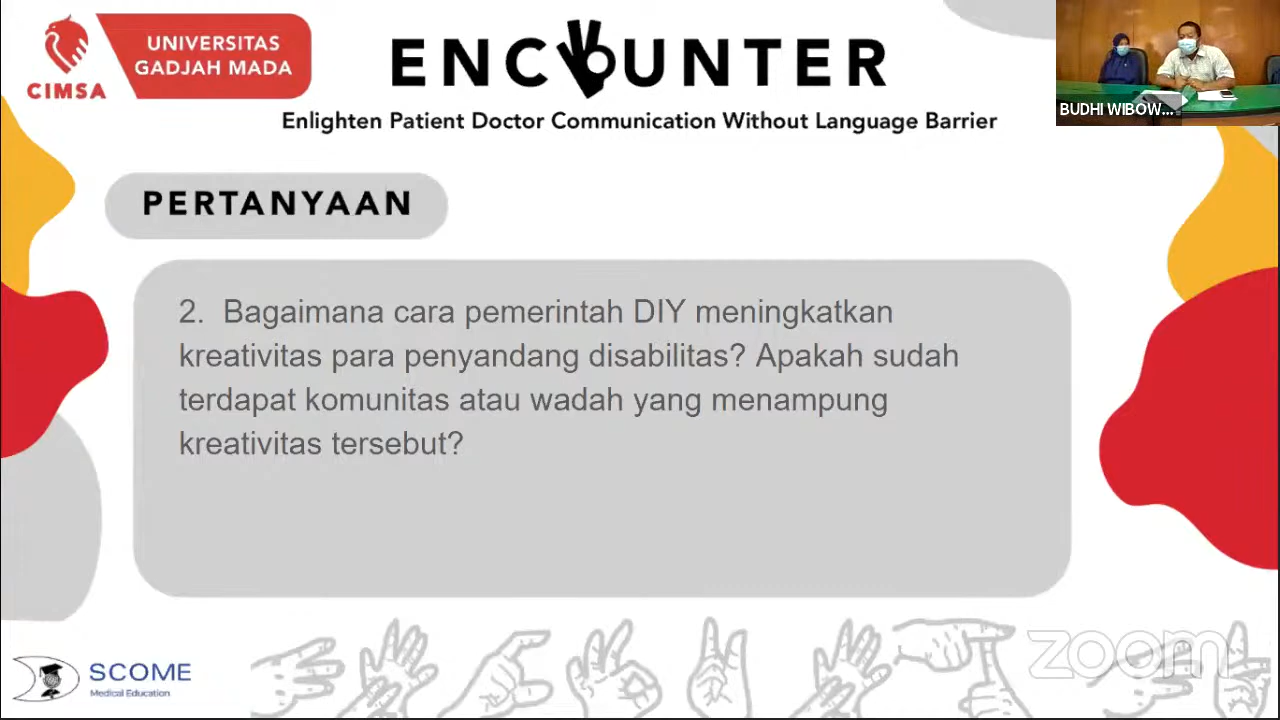 CIMSA
UNIVERSITAS
GADJAH MADA
ENCOUNTER
Enlighten Patient Doctor Communication Without Language Barrier
BUDHI WIBOW...
PERTANYAAN
2. Bagaimana cara pemerintah DIY meningkatkan
kreativitas para penyandang disabilitas? Apakah sudah
terdapat komunitas atau wadah yang menampung
kreativitas tersebut?
SCOME
Medical Education
zoom